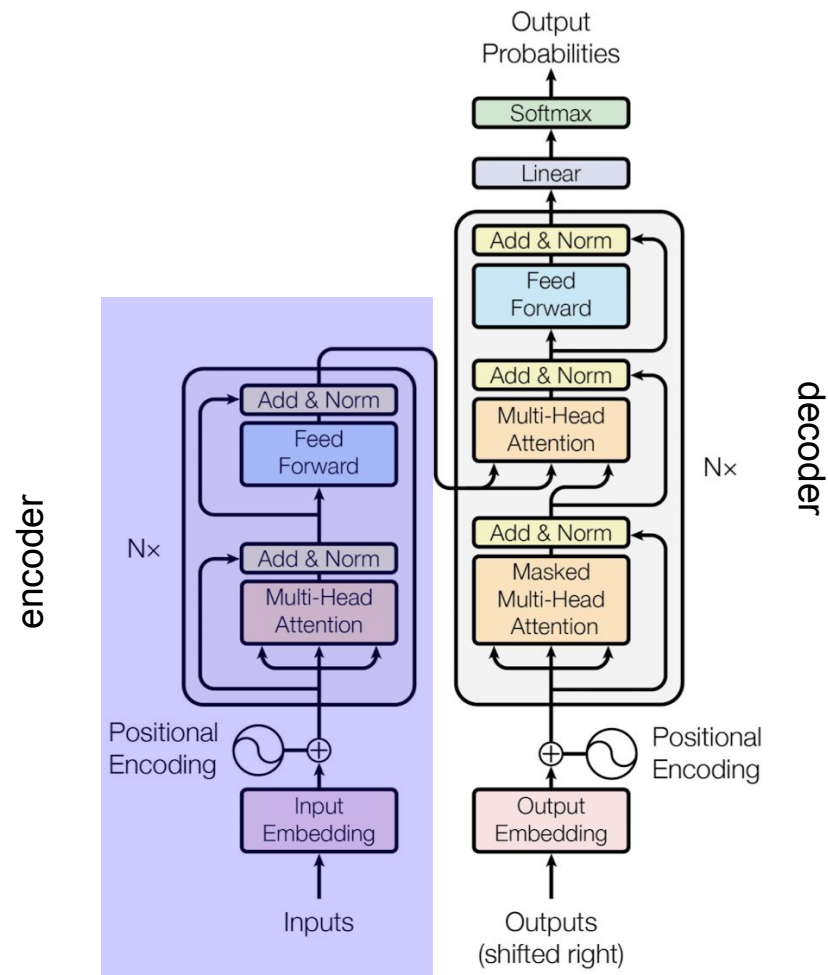 Output
Probabilities
Softmax
Linear
Add & Norm
Feed
Forward
Add & Norm
Multi-Head
Attention
Nx
decoder
Add & Norm
Masked
Multi-Head
Attention
Positional
Encoding
Output
Embedding
Outputs
(shifted right)
encoder
Add & Norm
Feed
Forward
Nx
Add & Norm
Multi-Head
Attention
Positional
Encoding
Input
Embedding
Inputs